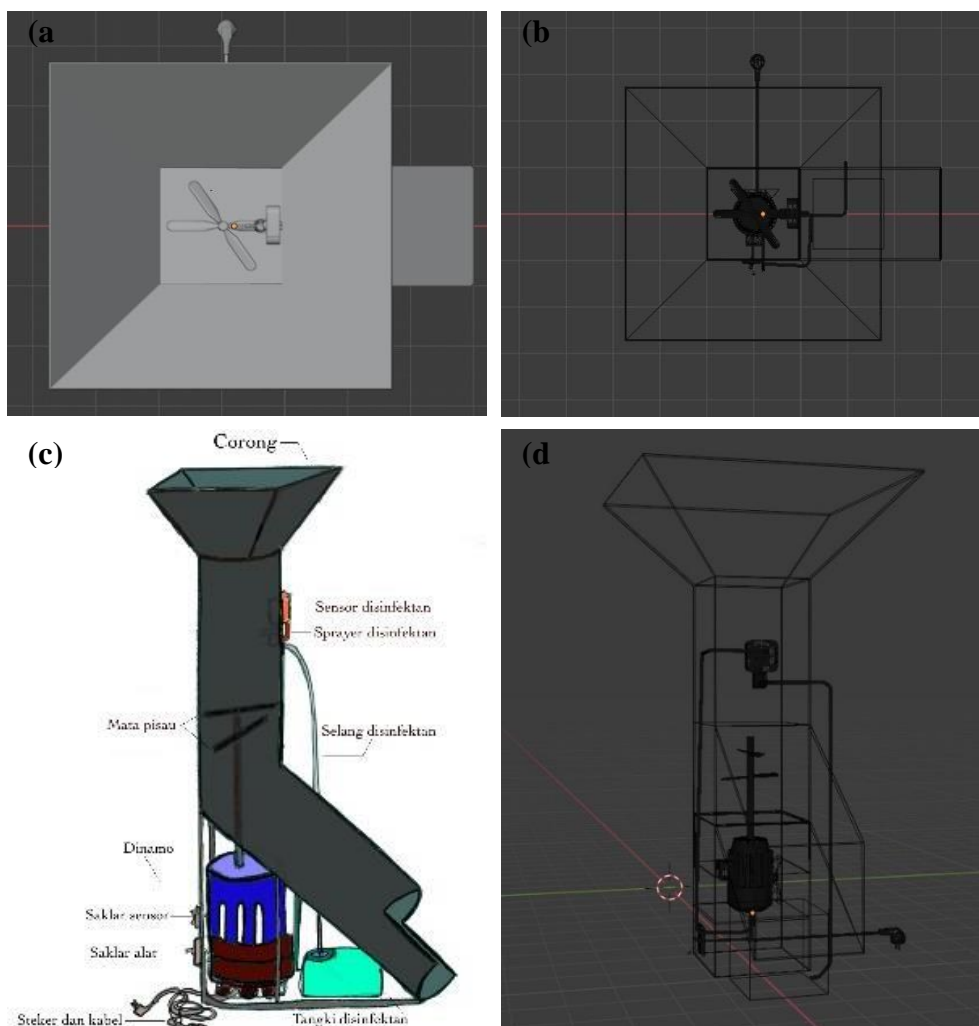 (a
(b)
(c)
Corong
(d
Sensor disinfektan
Sprayer disinfektan
Mata pisau
Selang disinfektan
Dinamo
Saklar sensor
Saklar alat
Steker dan kabel
Tangki disinfektan